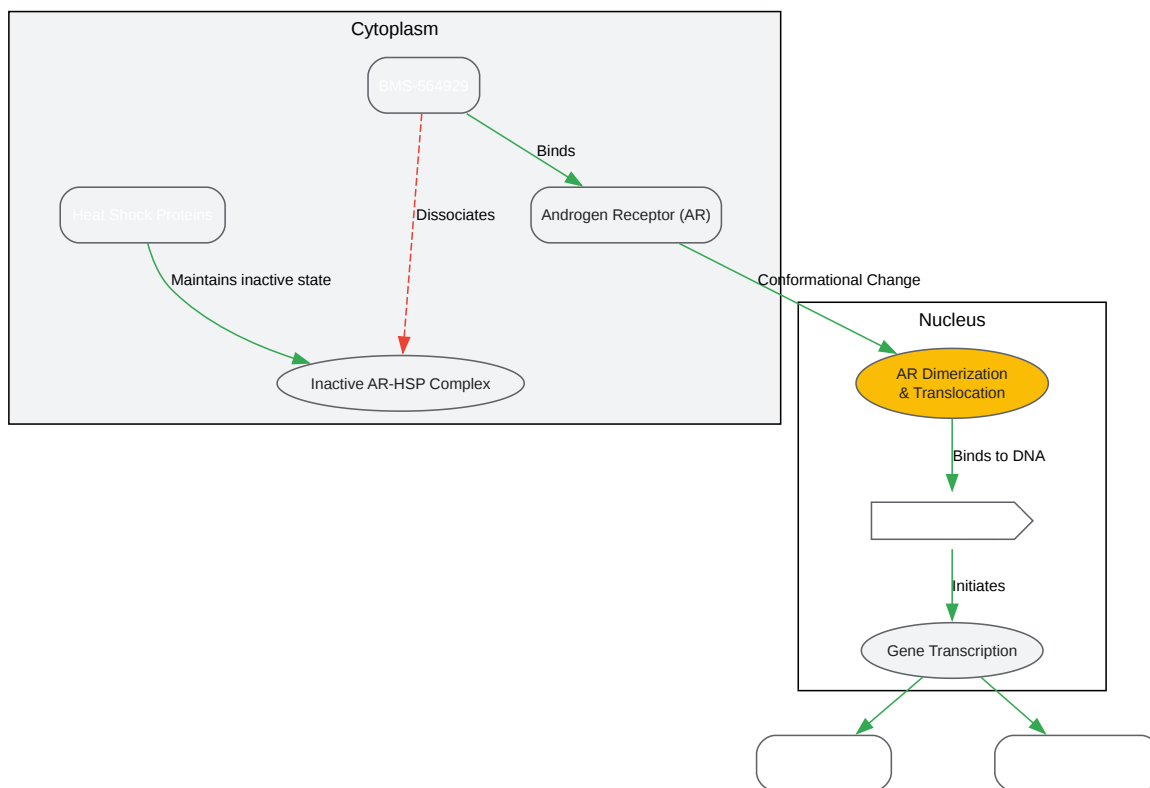 Cytoplasm
BMS-564929
Binds
Heat Shock Proteins
Dissociates
Androgen Receptor (AR)
Maintains inactive state
Conformational Change
Inactive AR-HSP Complex
Nucleus
AR Dimerization
& Translocation
Binds to DNA
Initiates
Gene Transcription